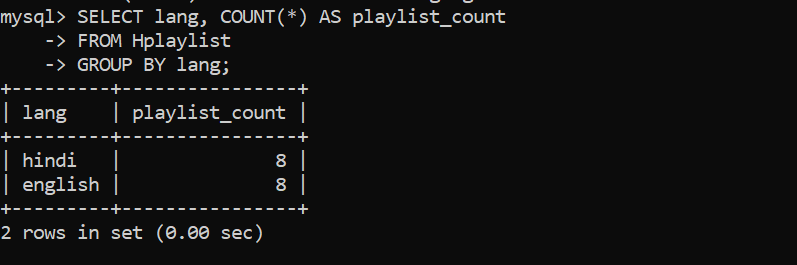 mysql> SELECT lang, COUNT(*) AS playlist_count
    -> FROM Hplaylist
    -> GROUP BY lang;
+---------+----------------+
| lang    | playlist_count |
+---------+----------------+
| hindi   |              8 |
| english |              8 |
+---------+----------------+
2 rows in set (0.00 sec)